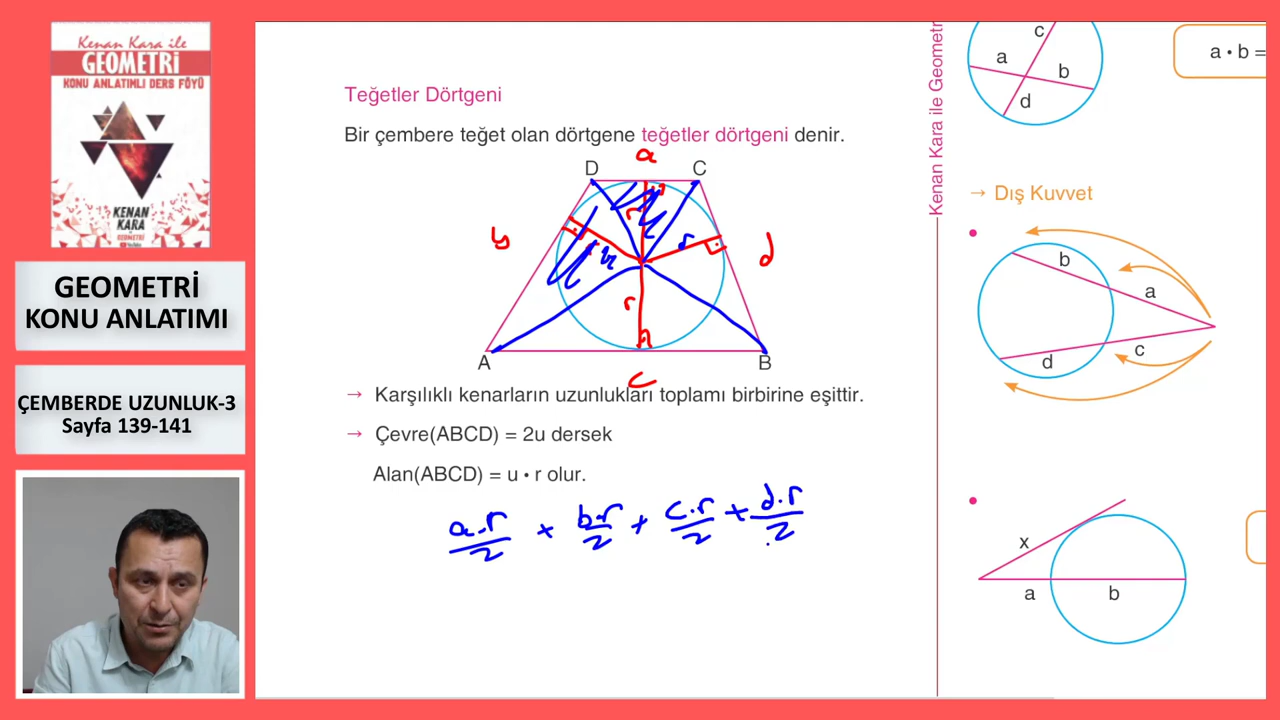 Kenan Kara ile
GEOMETRİ
KONU ANLATIMLI DERS FÖYÜ
KENAN
KARA
GEOMETRİ KONU ANLATIMI
ÇEMBERDE UZUNLUK-3
Sayfa 139-141
Teğetler Dörtgeni
Bir çembere teğet olan dörtgene teğetler dörtgeni denir.
a
D C
b
d
r
r
r
A B
c
→ Karşılıklı kenarların uzunlukları toplamı birbirine eşittir.
→ Çevre(ABCD) = 2u dersek
Alan(ABCD) = u • r olur.
a.r/2 + b.r/2 + c.r/2 + d.r/2
Kenan Kara ile Geometr
c
a
b
d
a • b =
→ Dış Kuvvet
b
a
c
d
x
a b